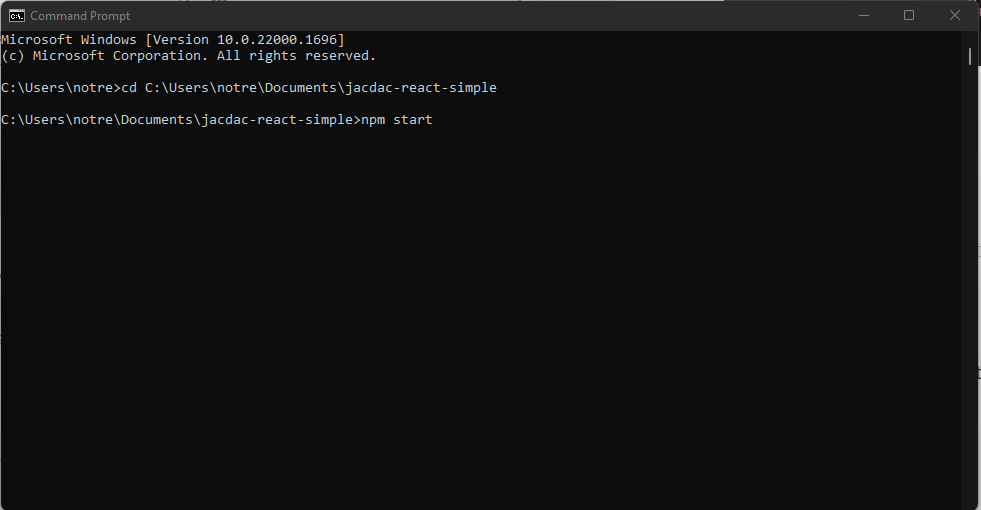 Command Prompt
Microsoft Windows [Version 10.0.22000.1696]
(c) Microsoft Corporation. All rights reserved.
C:\Users\notre>cd C:\Users\notre\Documents\jacdac-react-simple
C:\Users\notre\Documents\jacdac-react-simple>npm start